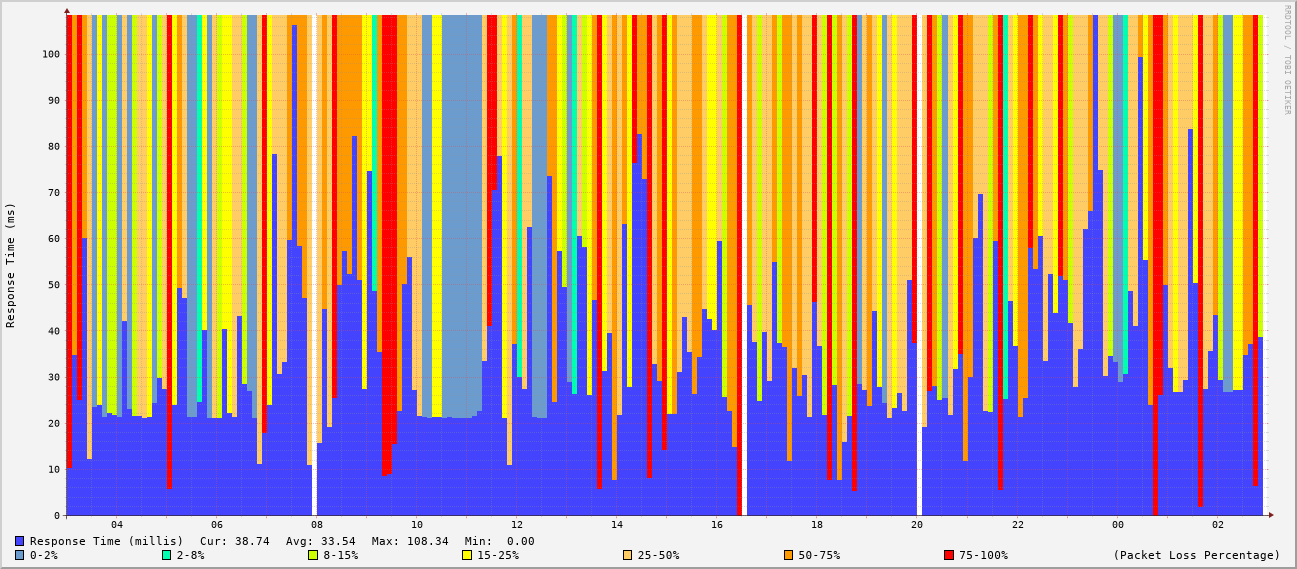 RRDTOOL / TOBI OETIKER
Response Time (ms)
100
90
80
70
60
50
40
30
20
10
0
04 06 08 10 12 14 16 18 20 22 00 02
Response Time (millis) Cur: 38.74 Avg: 33.54 Max: 108.34 Min: 0.00
0-2% 2-8% 8-15% 15-25% 25-50% 50-75% 75-100% (Packet Loss Percentage)